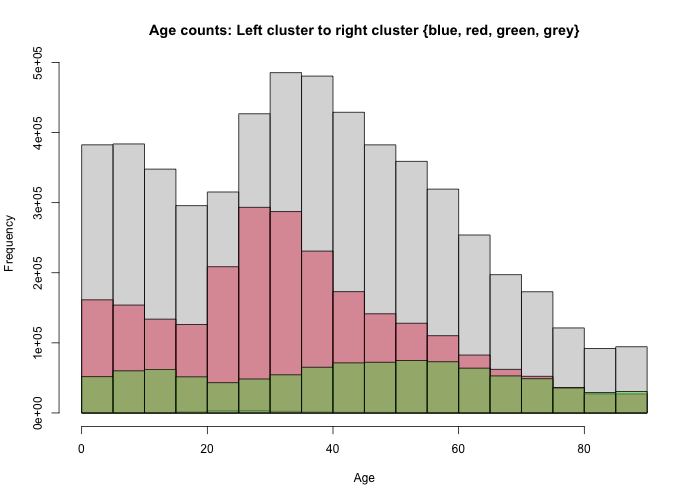 Age counts: Left cluster to right cluster {blue, red, green, grey}
5e+05
4e+05
3e+05
2e+05
1e+05
0e+00
Frequency
0 20 40 60 80
Age